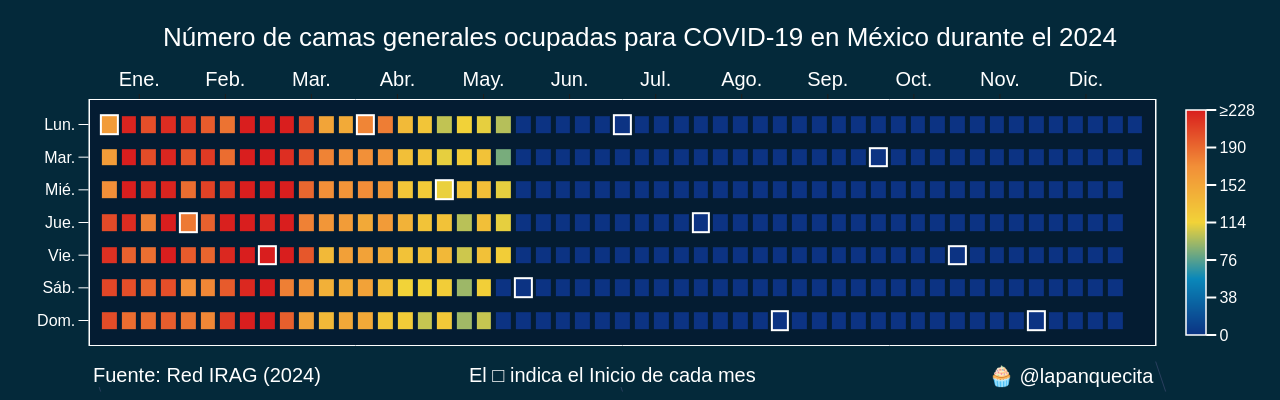 Número de camas generales ocupadas para COVID-19 en México durante el 2024
Ene. Feb. Mar. Abr. May. Jun. Jul. Ago. Sep. Oct. Nov. Dic.
Lun.
Mar.
Mié.
Jue.
Vie.
Sáb.
Dom.
≥228
190
152
114
76
38
0
Fuente: Red IRAG (2024)
El □ indica el Inicio de cada mes
🧁 @lapanquecita